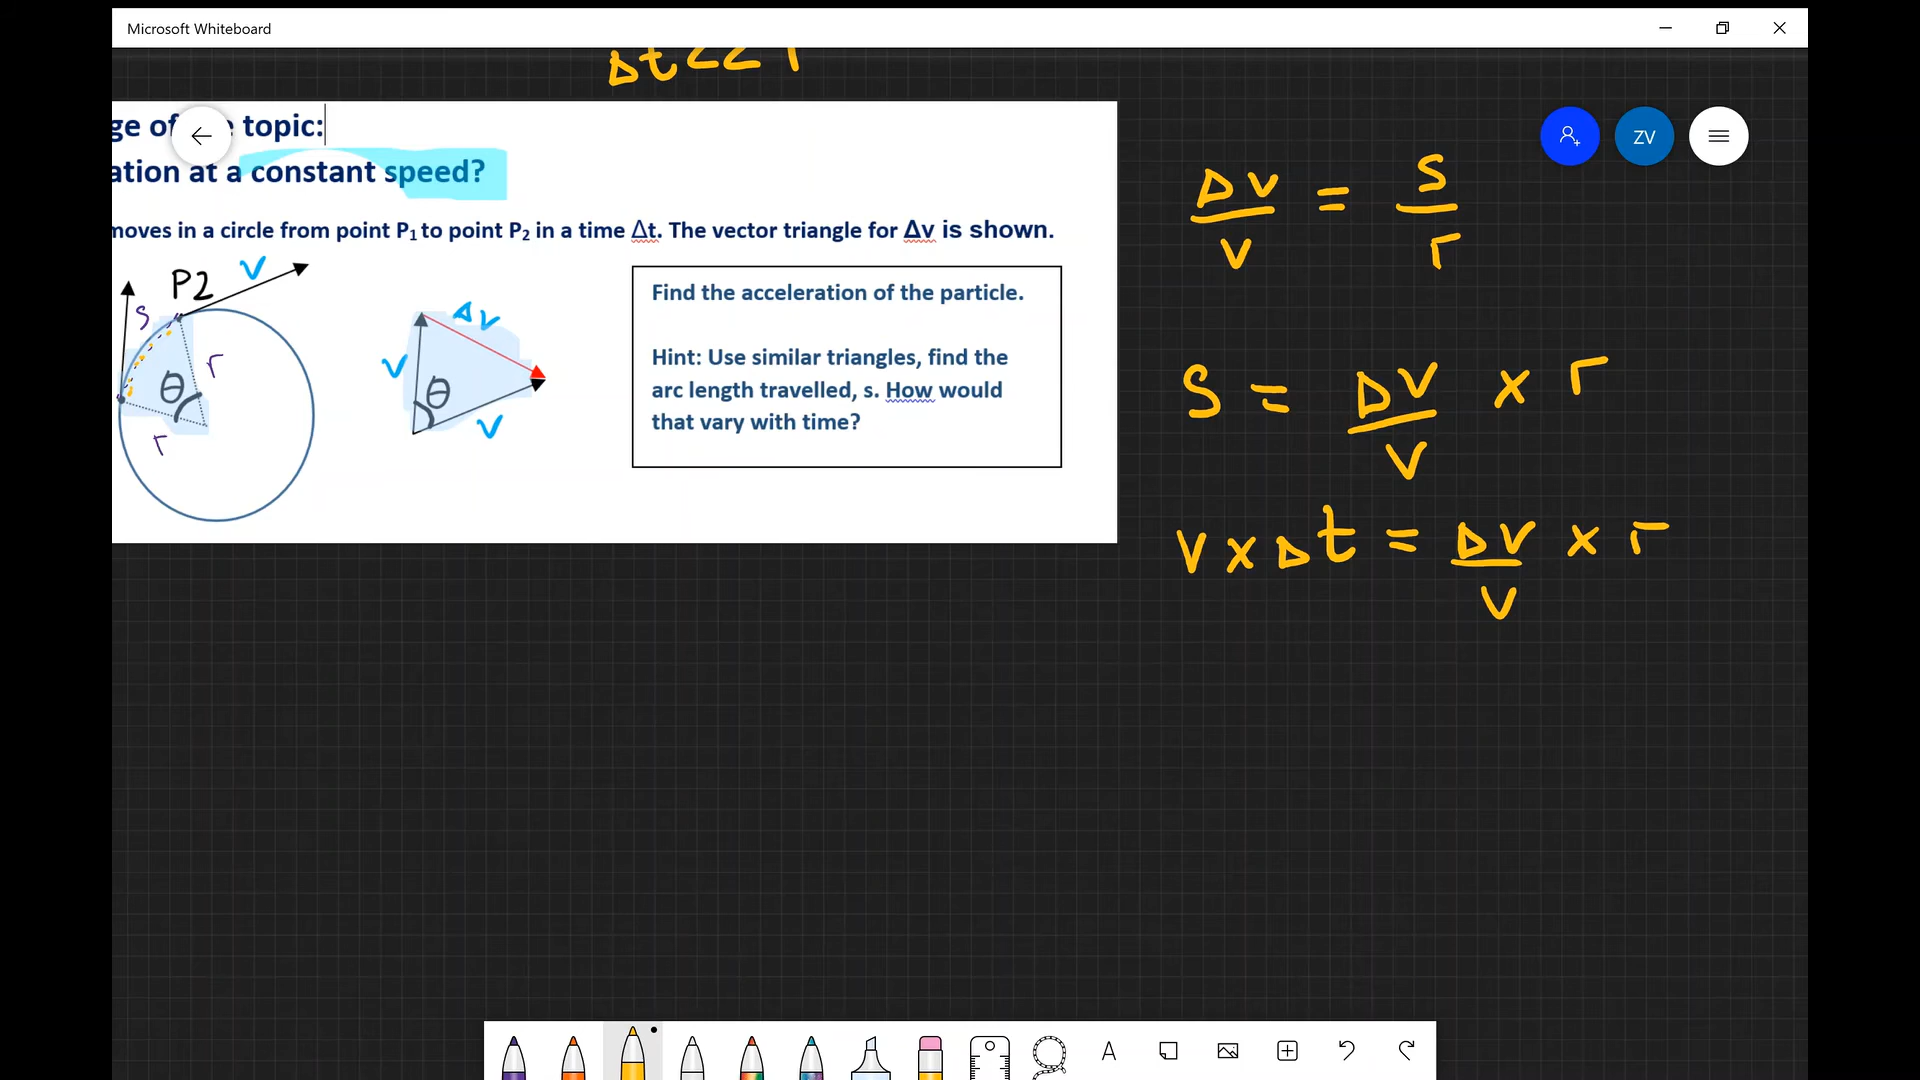 Microsoft Whiteboard
Δt<<
ge of topic:
ation at a constant speed?
moves in a circle from point P₁ to point P₂ in a time Δt. The vector triangle for Δv is shown.
P2
V
S
r
θ
r
V
ΔV
θ
V
Find the acceleration of the particle.
Hint: Use similar triangles, find the
arc length travelled, s. How would
that vary with time?
ZV
ΔV/V = S/r
S = ΔV/V × r
V × Δt = ΔV/V × r
A